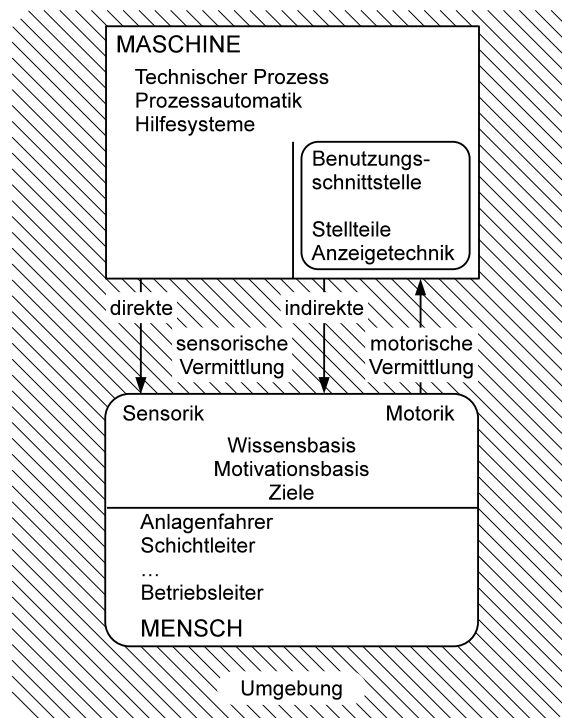 MASCHINE
Technischer Prozess
Prozessautomatik
Hilfesysteme
Benutzungs-
schnittstelle
Stellteile
Anzeigetechnik
direkte
indirekte
sensorische
Vermittlung
motorische
Vermittlung
Sensorik
Motorik
Wissensbasis
Motivationsbasis
Ziele
Anlagenfahrer
Schichtleiter
...
Betriebsleiter
MENSCH
Umgebung